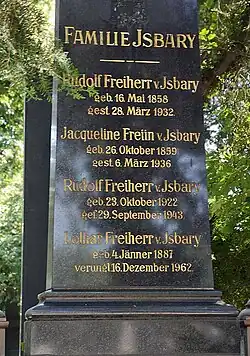 FAMILIE JSBARY
Rudolf Freiherr v. Jsbary
geb. 16. Mai 1858
gest. 28. März 1932.
Jacqueline Freiin v. Jsbary
geb. 26. Oktober 1899
gest. 6. März 1936
Rudolf Freiherr v. Jsbary
geb. 23. Oktober 1922
gef. 29. September 1943
Lothar Freiherr v. Jsbary
geb. 4. Jänner 1887
verungl. 16. Dezember 1962.